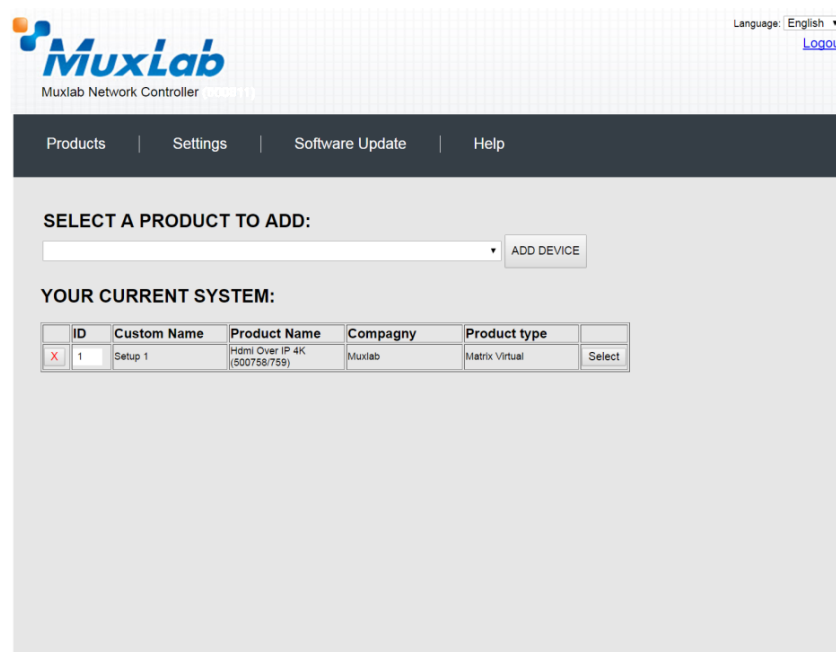 Language: English
Logou
MuxLab
Muxlab Network Controller
Products | Settings | Software Update | Help
SELECT A PRODUCT TO ADD:
ADD DEVICE
YOUR CURRENT SYSTEM:
ID Custom Name Product Name Compagny Product type
X 1 Setup 1 Hdmi Over IP 4K (500758/759) Muxlab Matrix Virtual Select